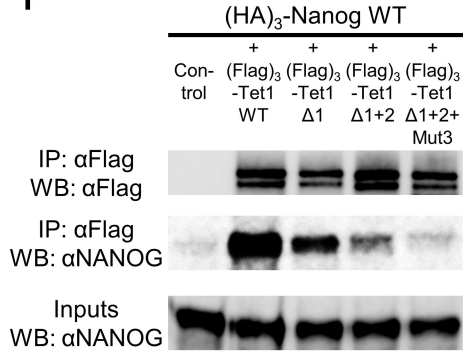 (HA)3-Nanog WT
+ + + +
Con- (Flag)3 (Flag)3 (Flag)3 (Flag)3
trol -Tet1 -Tet1 -Tet1 -Tet1
WT Δ1 Δ1+2 Δ1+2+
Mut3
IP: αFlag
WB: αFlag
IP: αFlag
WB: αNANOG
Inputs
WB: αNANOG